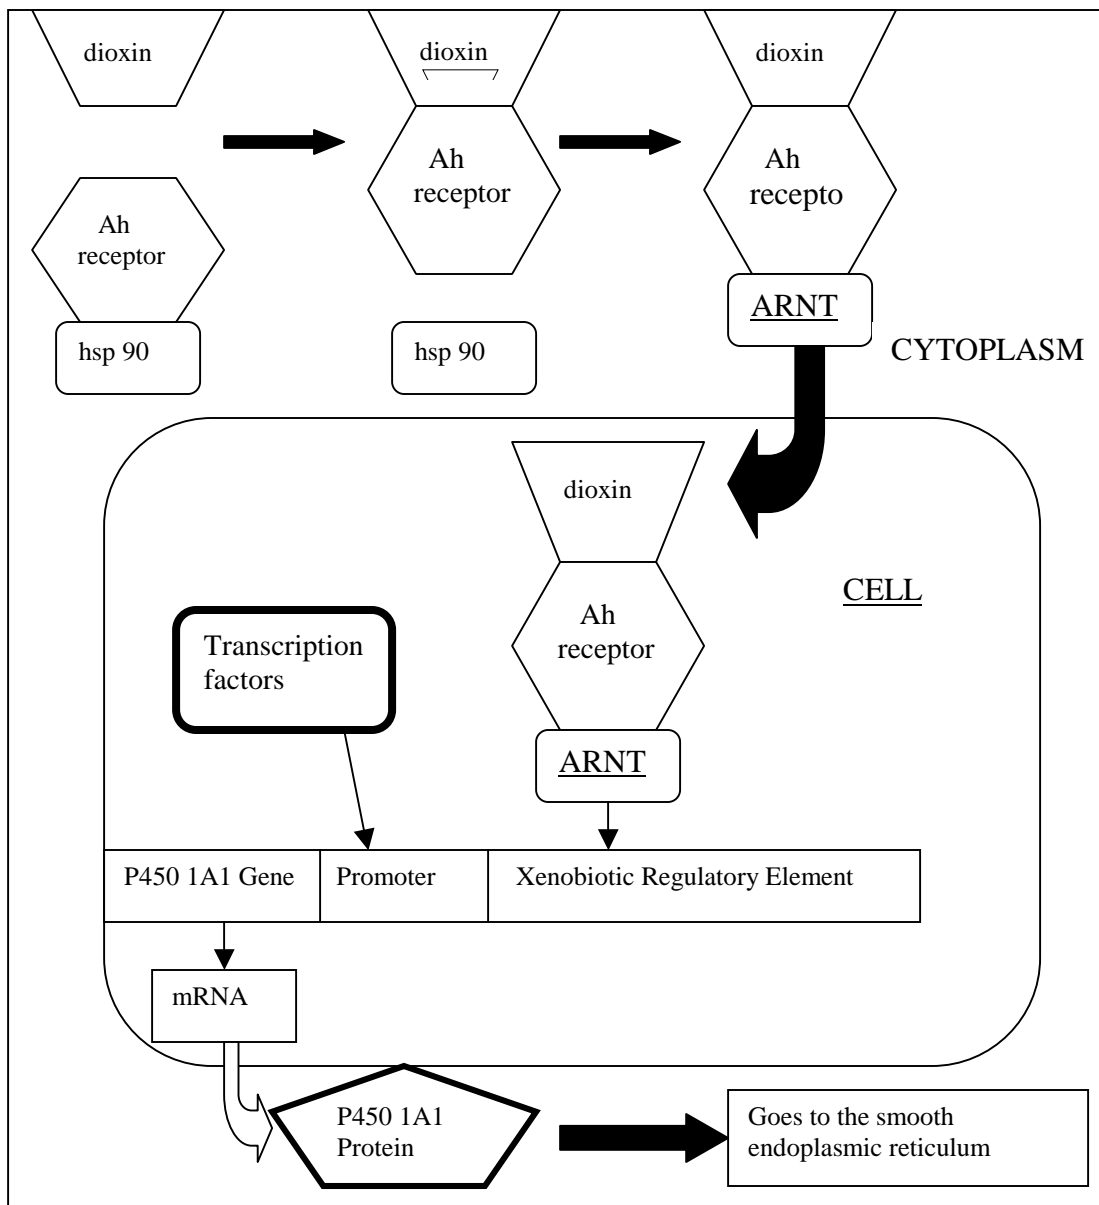 dioxin
dioxin
dioxin
Ah
receptor
Ah
receptor
Ah
recepto
hsp 90
hsp 90
ARNT
CYTOPLASM
dioxin
CELL
Ah
receptor
Transcription
factors
ARNT
P450 1A1 Gene
Promoter
Xenobiotic Regulatory Element
mRNA
P450 1A1
Protein
Goes to the smooth
endoplasmic reticulum